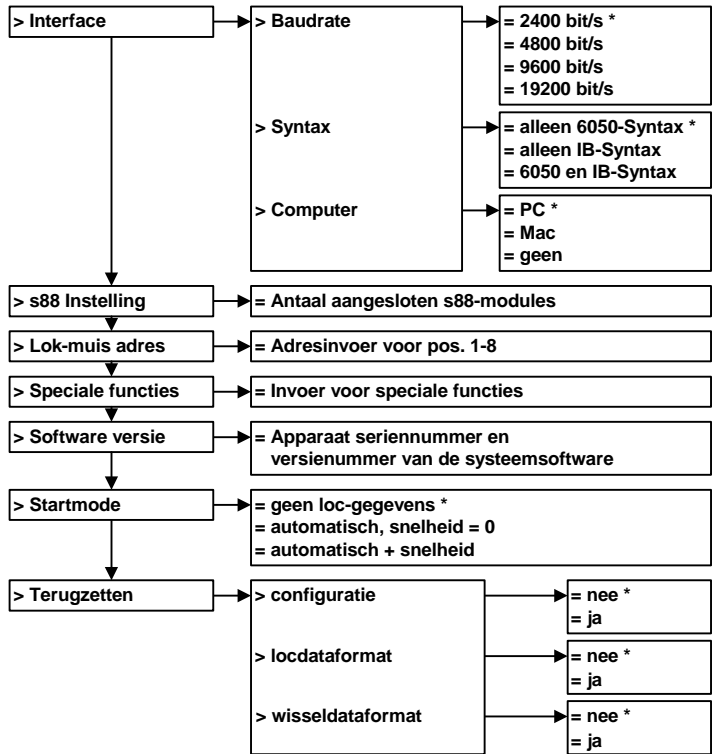 > Interface
> Baudrate
= 2400 bit/s *
= 4800 bit/s
= 9600 bit/s
= 19200 bit/s
> Syntax
= alleen 6050-Syntax *
= alleen IB-Syntax
= 6050 en IB-Syntax
> Computer
= PC *
= Mac
= geen
> s88 Instelling
= Antaal aangesloten s88-modules
> Lok-muis adres
= Adresinvoer voor pos. 1-8
> Speciale functies
= Invoer voor speciale functies
> Software versie
= Apparaat seriennummer en
versienummer van de systeemsoftware
> Startmode
= geen loc-gegevens *
= automatisch, snelheid = 0
= automatisch + snelheid
> Terugzetten
> configuratie
= nee *
= ja
> locdataformat
= nee *
= ja
> wisseldataformat
= nee *
= ja